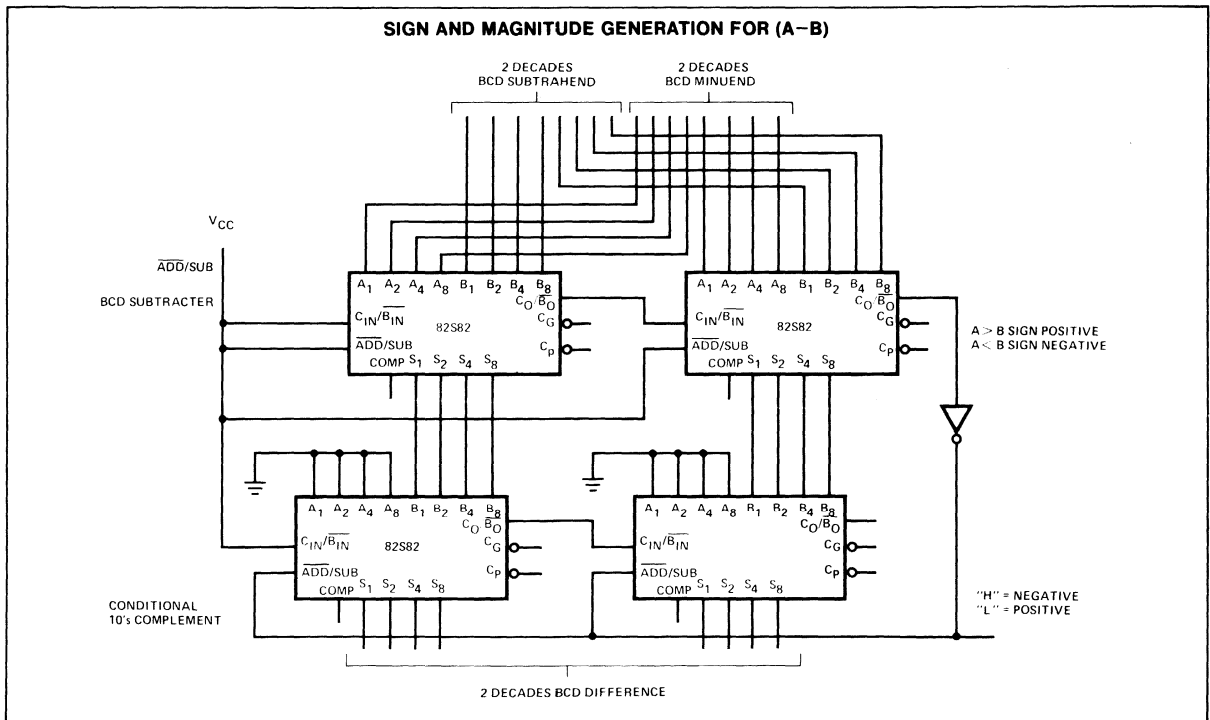 SIGN AND MAGNITUDE GENERATION FOR (A−B)
2 DECADES
BCD SUBTRAHEND
2 DECADES
BCD MINUEND
VCC
ADD/SUB
BCD SUBTRACTER
A1 A2 A4 A8 B1 B2 B4 B8
CO/BO
CIN/BIN
CG
82S82
ADD/SUB
CP
COMP S1 S2 S4 S8
A1 A2 A4 A8 B1 B2 B4 B8
CO/BO
CIN/BIN
CG
82S82
ADD/SUB
CP
COMP S1 S2 S4 S8
A > B SIGN POSITIVE
A < B SIGN NEGATIVE
A1 A2 A4 A8 B1 B2 B4 B8
CO BO
CIN/BIN
CG
82S82
ADD/SUB
CP
COMP S1 S2 S4 S8
A1 A2 A4 A8 R1 R2 R4 R8
CO/BO
CIN/BIN
CG
ADD/SUB
CP
COMP S1 S2 S4 S8
CONDITIONAL
10's COMPLEMENT
"H" = NEGATIVE
"L" = POSITIVE
2 DECADES BCD DIFFERENCE